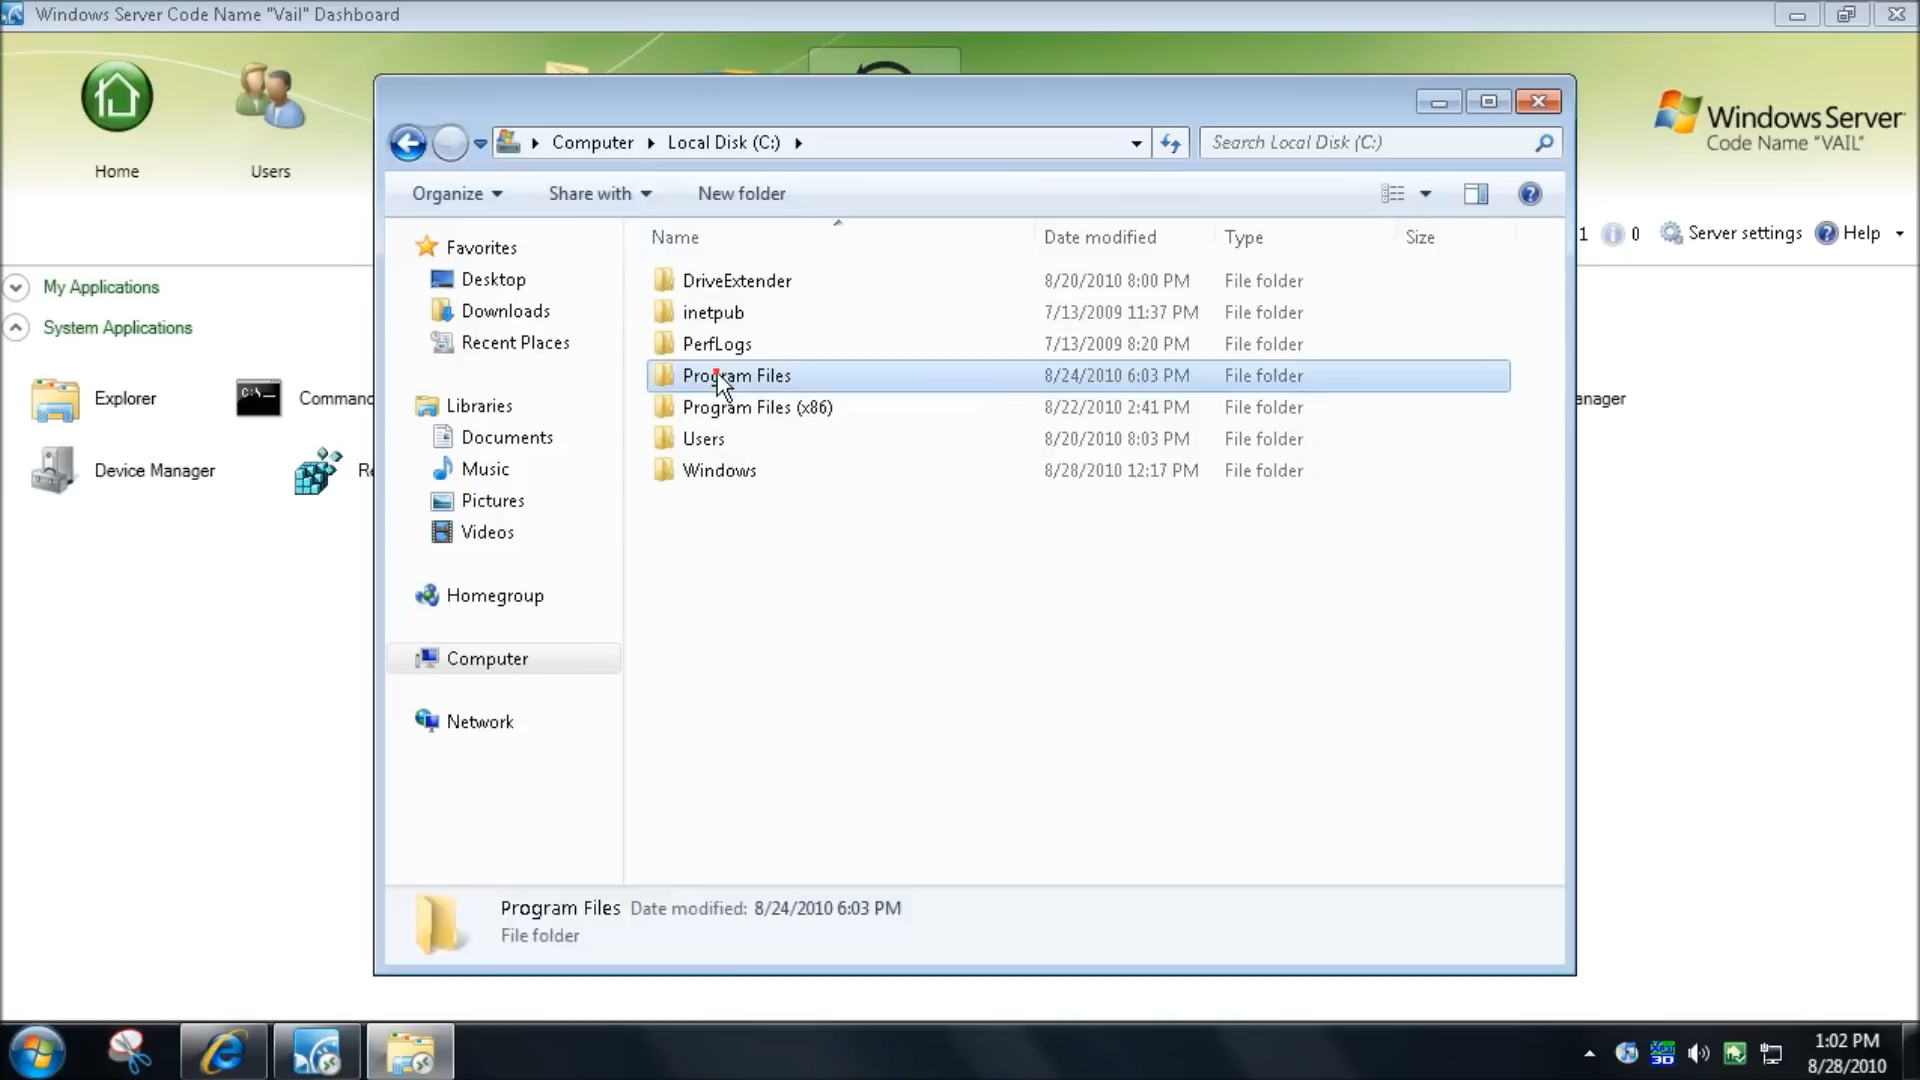 Windows Server Code Name "Vail" Dashboard
Home
Users
Windows Server
Code Name "VAIL"
Computer
Local Disk (C:)
Search Local Disk (C:)
Organize
Share with
New folder
1
0
Server settings
Help
My Applications
System Applications
Explorer
C:\
Command
Device Manager
Re
anager
Favorites
Desktop
Downloads
Recent Places
Libraries
Documents
Music
Pictures
Videos
Homegroup
Computer
Network
Name Date modified Type Size
DriveExtender 8/20/2010 8:00 PM File folder
inetpub 7/13/2009 11:37 PM File folder
PerfLogs 7/13/2009 8:20 PM File folder
Program Files 8/24/2010 6:03 PM File folder
Program Files (x86) 8/22/2010 2:41 PM File folder
Users 8/20/2010 8:03 PM File folder
Windows 8/28/2010 12:17 PM File folder
Program Files Date modified: 8/24/2010 6:03 PM
File folder
3D
1:02 PM
8/28/2010